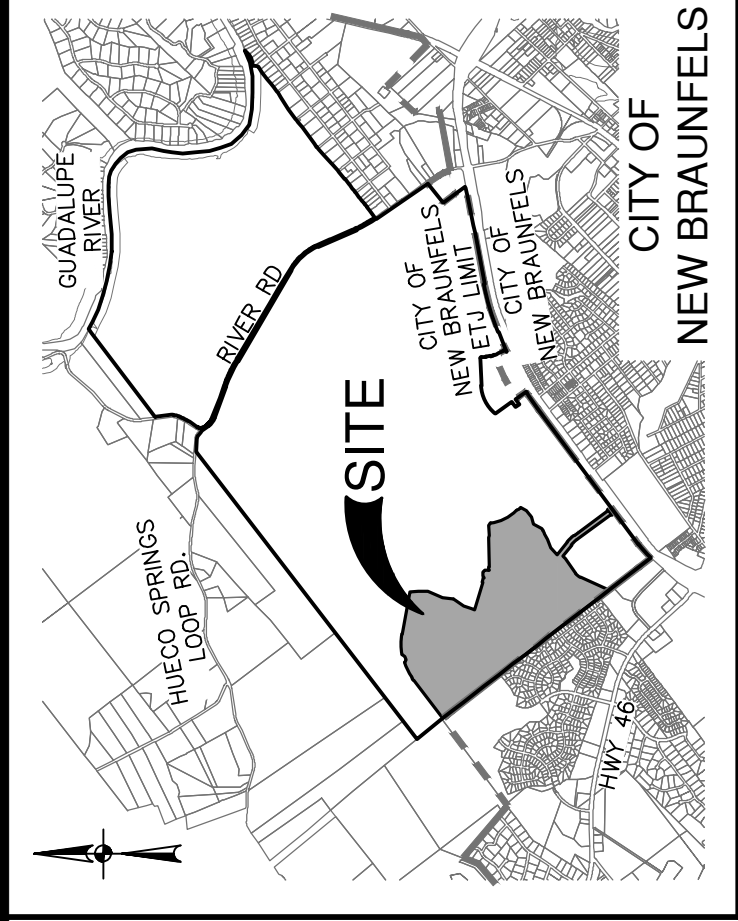 GUADALUPE
RIVER
RIVER RD
HUECO SPRINGS
LOOP RD.
SITE
CITY OF
NEW BRAUNFELS
ETJ LIMIT
CITY OF
NEW BRAUNFELS
HWY 46
CITY OF
NEW BRAUNFELS